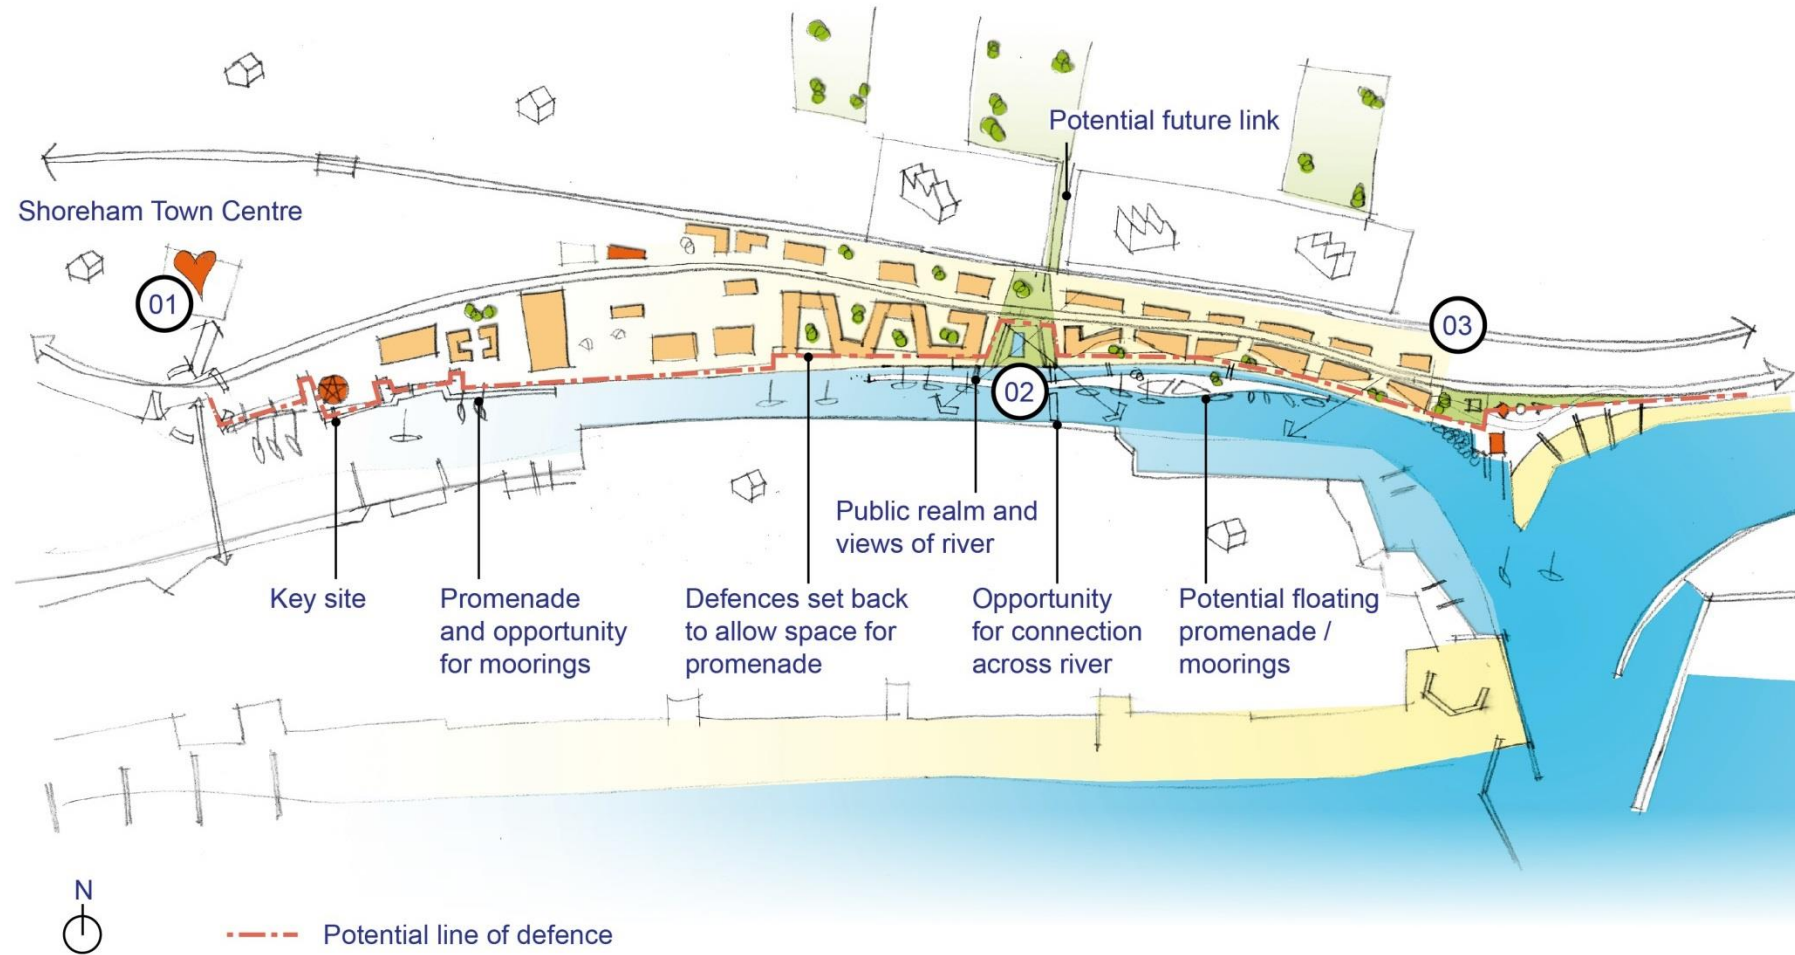 Potential future link
Shoreham Town Centre
01
03
02
Public realm and
views of river
Key site
Promenade
and opportunity
for moorings
Defences set back
to allow space for
promenade
Opportunity
for connection
across river
Potential floating
promenade /
moorings
N
Potential line of defence